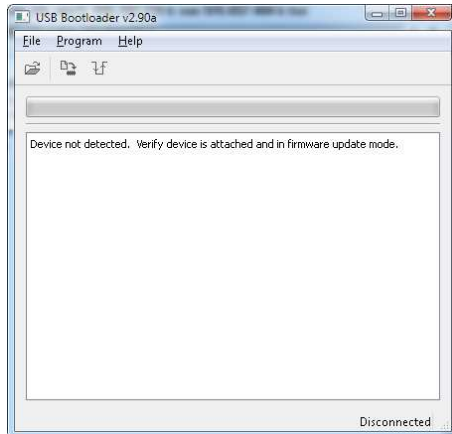 USB Bootloader v2.90a
File Program Help
Device not detected. Verify device is attached and in firmware update mode.
Disconnected